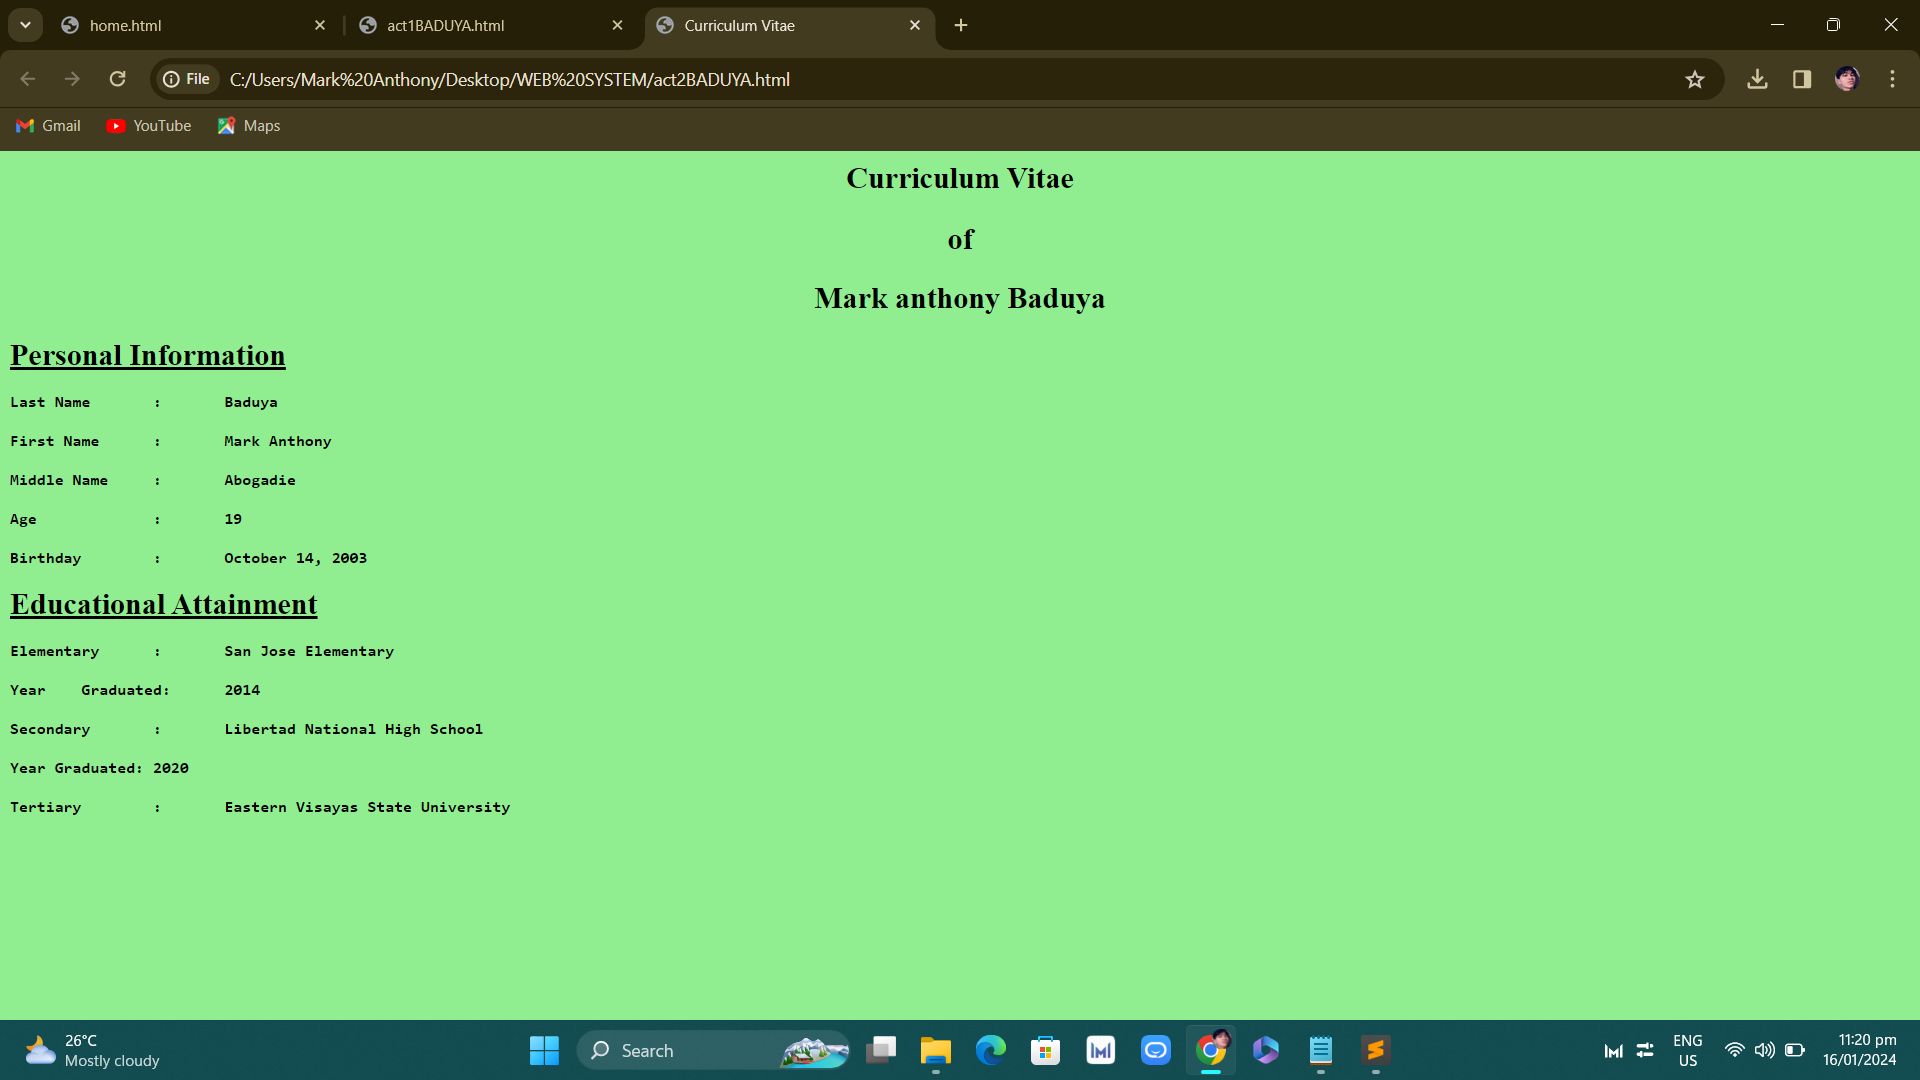 home.html
act1BADUYA.html
Curriculum Vitae
File
C:/Users/Mark%20Anthony/Desktop/WEB%20SYSTEM/act2BADUYA.html
Gmail
YouTube
Maps
Curriculum Vitae
of
Mark anthony Baduya
Personal Information
Last Name : Baduya
First Name : Mark Anthony
Middle Name : Abogadie
Age : 19
Birthday : October 14, 2003
Educational Attainment
Elementary : San Jose Elementary
Year Graduated: 2014
Secondary : Libertad National High School
Year Graduated: 2020
Tertiary : Eastern Visayas State University
26°C
Mostly cloudy
Search
ENG
US
11:20 pm
16/01/2024